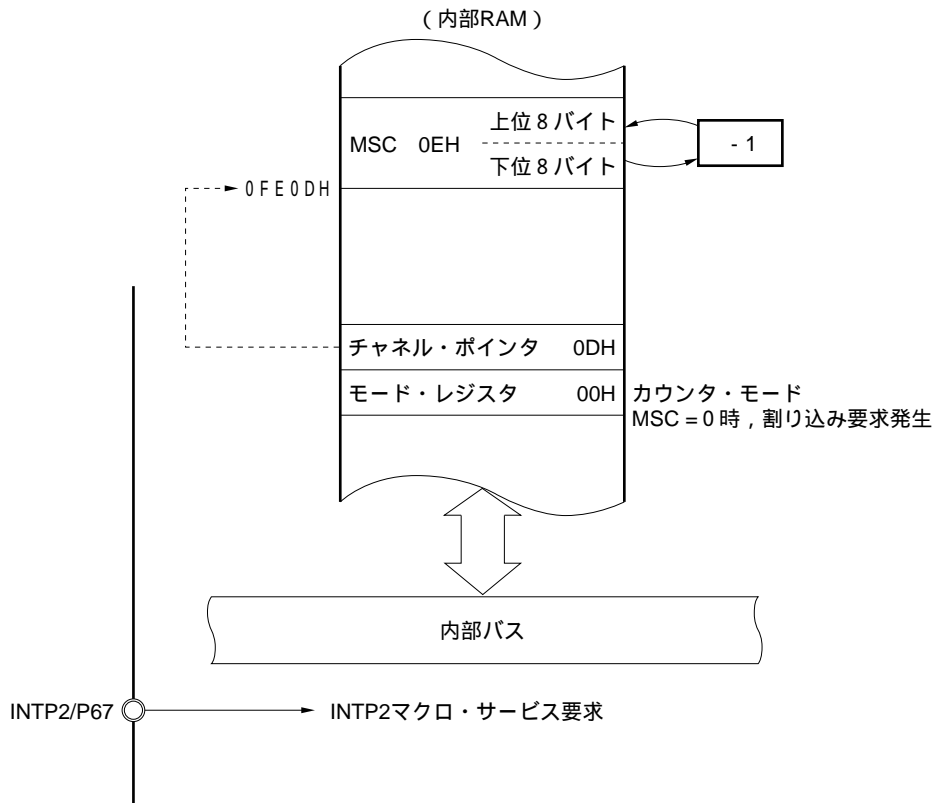 （内部RAM）
上位８バイト
MSC 0EH
- 1
下位８バイト
０ＦＥ０ＤＨ
チャネル・ポインタ 0DH
モード・レジスタ 00H カウンタ・モード
MSC = 0 時，割り込み要求発生
内部バス
INTP2/P67
INTP2マクロ・サービス要求